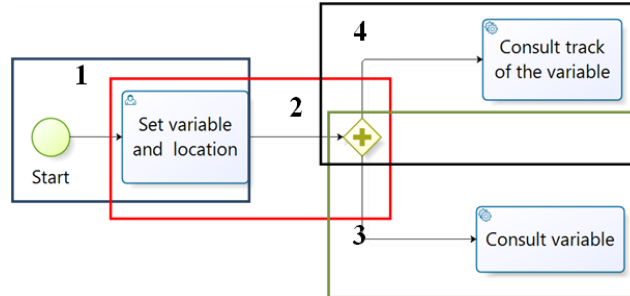 1
2
3
4
Start
Set variable
and location
Consult track
of the variable
Consult variable